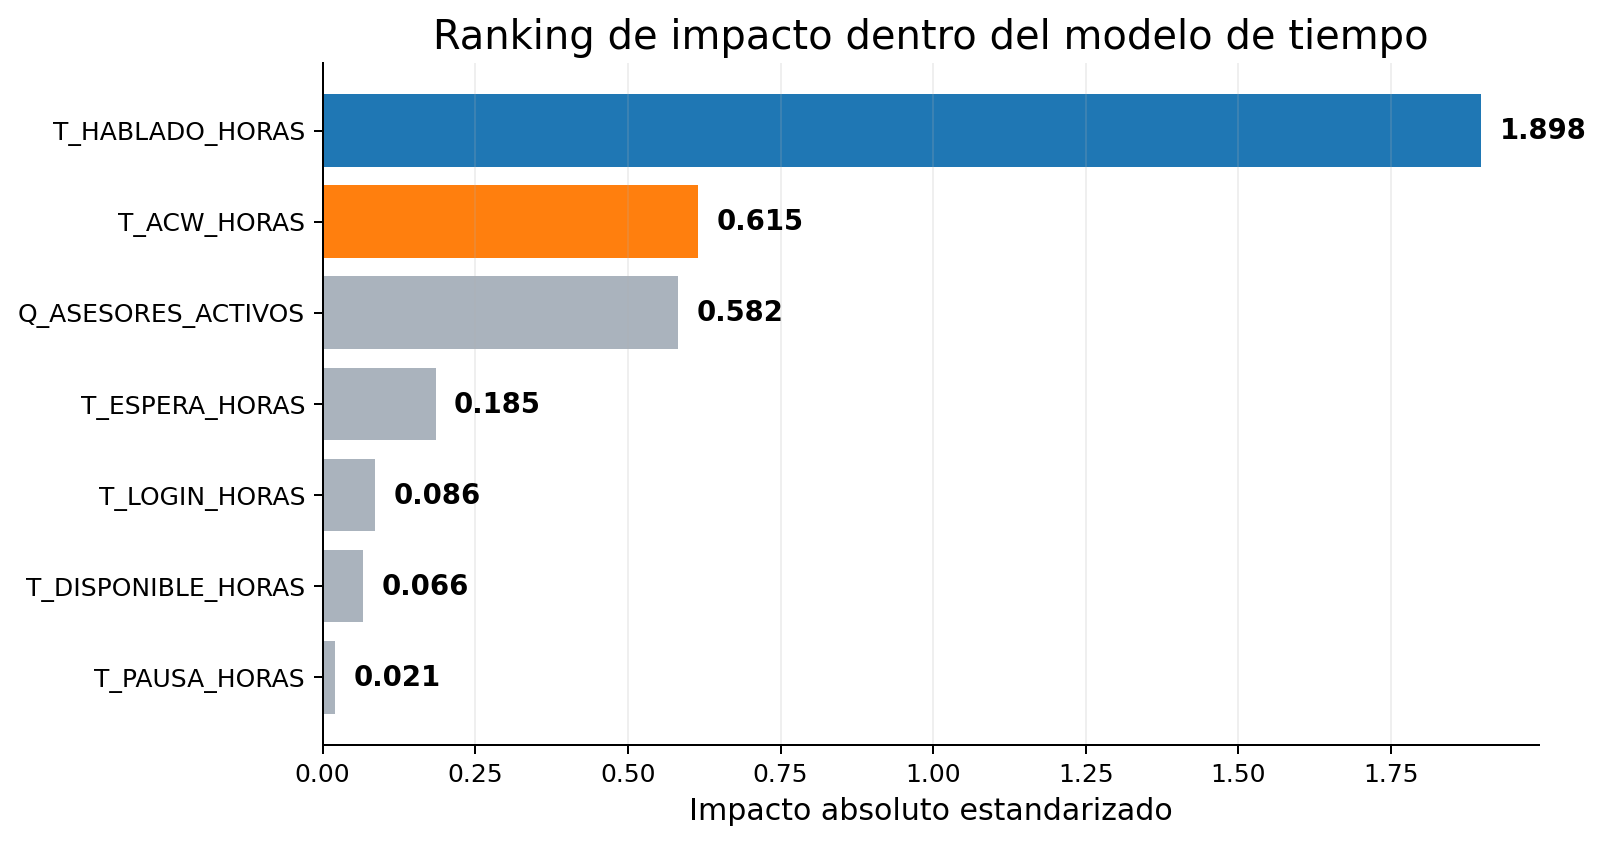 Ranking de impacto dentro del modelo de tiempo
T_HABLADO_HORAS 1.898
T_ACW_HORAS 0.615
Q_ASESORES_ACTIVOS 0.582
T_ESPERA_HORAS 0.185
T_LOGIN_HORAS 0.086
T_DISPONIBLE_HORAS 0.066
T_PAUSA_HORAS 0.021
0.00 0.25 0.50 0.75 1.00 1.25 1.50 1.75
Impacto absoluto estandarizado